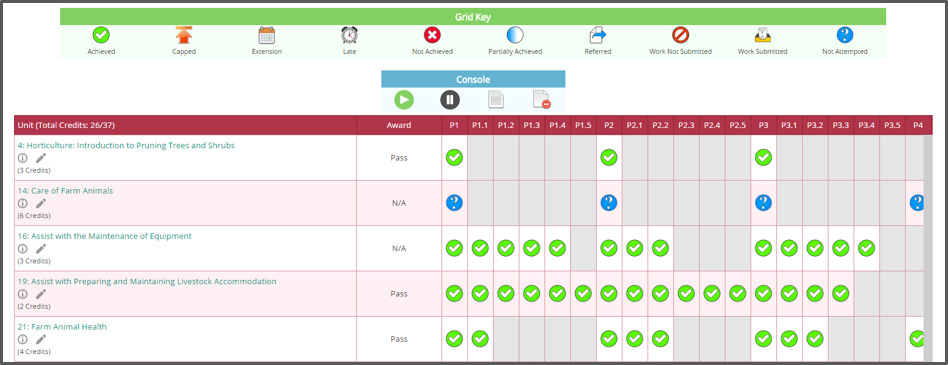 Grid Key
Achieved Capped Extension Late Not Achieved Partially Achieved Referred Work Not Submitted Work Submitted Not Attempted
Console
Unit (Total Credits: 26/37) Award P1 P1.1 P1.2 P1.3 P1.4 P1.5 P2 P2.1 P2.2 P2.3 P2.4 P2.5 P3 P3.1 P3.2 P3.3 P3.4 P3.5 P4
4: Horticulture: Introduction to Pruning Trees and Shrubs
Pass
(3 Credits)
14: Care of Farm Animals
N/A
(6 Credits)
16: Assist with the Maintenance of Equipment
N/A
(3 Credits)
19: Assist with Preparing and Maintaining Livestock Accommodation
Pass
(2 Credits)
21: Farm Animal Health
Pass
(4 Credits)